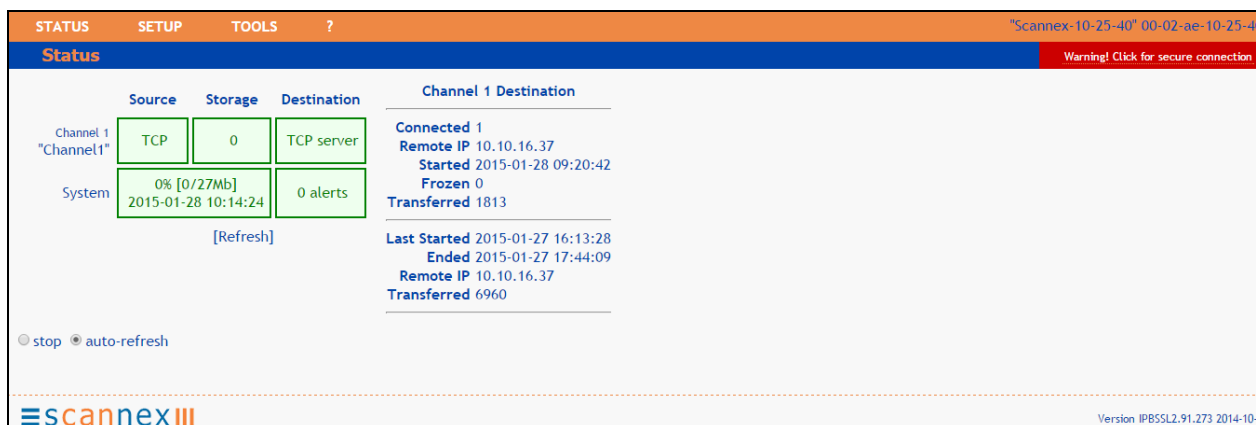 STATUS SETUP TOOLS ? "Scannex-10-25-40" 00-02-ae-10-25-4
Status Warning! Click for secure connection
Source Storage Destination
Channel 1
"Channel1"
TCP 0 TCP server
System
0% [0/27Mb]
2015-01-28 10:14:24
0 alerts
[Refresh]
Channel 1 Destination
Connected 1
Remote IP 10.10.16.37
Started 2015-01-28 09:20:42
Frozen 0
Transferred 1813
Last Started 2015-01-27 16:13:28
Ended 2015-01-27 17:44:09
Remote IP 10.10.16.37
Transferred 6960
stop auto-refresh
scannex
Version IPBSSL2.91.273 2014-10-